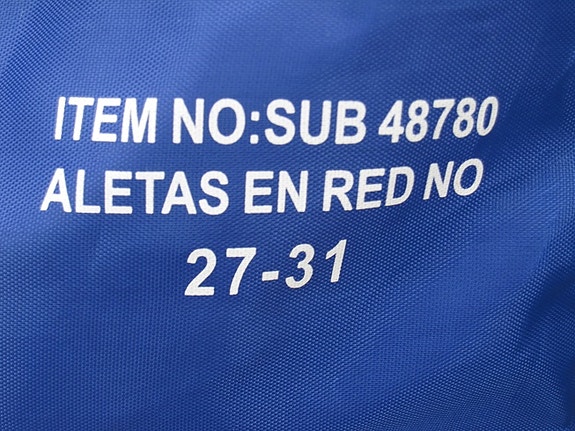 ITEM NO:SUB 48780
ALETAS EN RED NO
27-31